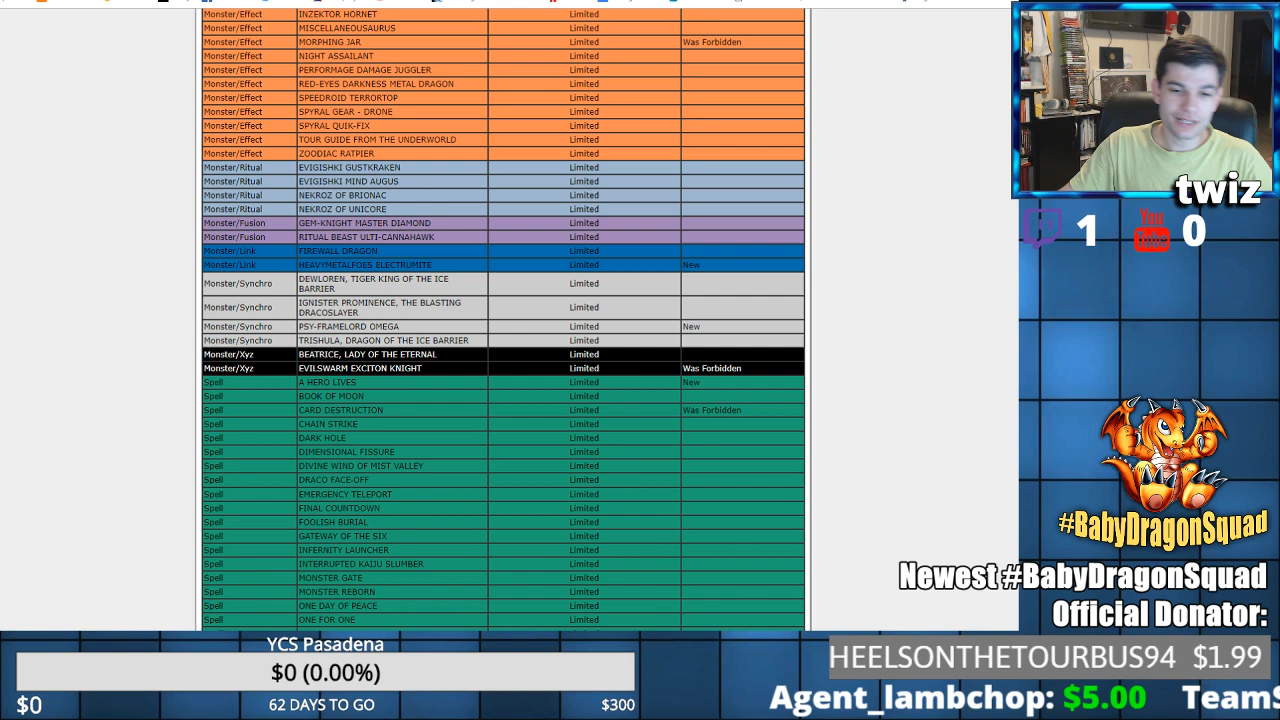 Monster/Effect INZEKTOR HORNET Limited
Monster/Effect MISCELLANEOUSAURUS Limited
Monster/Effect MORPHING JAR Limited Was Forbidden
Monster/Effect NIGHT ASSAILANT Limited
Monster/Effect PERFORMAGE DAMAGE JUGGLER Limited
Monster/Effect RED-EYES DARKNESS METAL DRAGON Limited
Monster/Effect SPEEDROID TERRORTOP Limited
Monster/Effect SPYRAL GEAR - DRONE Limited
Monster/Effect SPYRAL QUIK-FIX Limited
Monster/Effect TOUR GUIDE FROM THE UNDERWORLD Limited
Monster/Effect ZOODIAC RATPIER Limited
Monster/Ritual EVIGISHKI GUSTKRAKEN Limited
Monster/Ritual EVIGISHKI MIND AUGUS Limited
Monster/Ritual NEKROZ OF BRIONAC Limited
Monster/Ritual NEKROZ OF UNICORE Limited
Monster/Fusion GEM-KNIGHT MASTER DIAMOND Limited
Monster/Fusion RITUAL BEAST ULTI-CANNAHAWK Limited
Monster/Link FIREWALL DRAGON Limited
Monster/Link HEAVYMETALFOES ELECTRUMITE Limited New
Monster/Synchro DEWLOREN, TIGER KING OF THE ICE
BARRIER Limited
Monster/Synchro IGNISTER PROMINENCE, THE BLASTING
DRACOSLAYER Limited
Monster/Synchro PSY-FRAMELORD OMEGA Limited New
Monster/Synchro TRISHULA, DRAGON OF THE ICE BARRIER Limited
Monster/Xyz BEATRICE, LADY OF THE ETERNAL Limited
Monster/Xyz EVILSWARM EXCITON KNIGHT Limited Was Forbidden
Spell A HERO LIVES Limited New
Spell BOOK OF MOON Limited
Spell CARD DESTRUCTION Limited Was Forbidden
Spell CHAIN STRIKE Limited
Spell DARK HOLE Limited
Spell DIMENSIONAL FISSURE Limited
Spell DIVINE WIND OF MIST VALLEY Limited
Spell DRACO FACE-OFF Limited
Spell EMERGENCY TELEPORT Limited
Spell FINAL COUNTDOWN Limited
Spell FOOLISH BURIAL Limited
Spell GATEWAY OF THE SIX Limited
Spell INFERNITY LAUNCHER Limited
Spell INTERRUPTED KAIJU SLUMBER Limited
Spell MONSTER GATE Limited
Spell MONSTER REBORN Limited
Spell ONE DAY OF PEACE Limited
Spell ONE FOR ONE Limited
twiz
1 You Tube 0
#BabyDragonSquad
Newest #BabyDragonSquad
Official Donator:
HEELSONTHETOURBUS94 $1.99
Agent_lambchop: $5.00 TeamS
YCS Pasadena
$0 (0.00%)
$0 62 DAYS TO GO $300